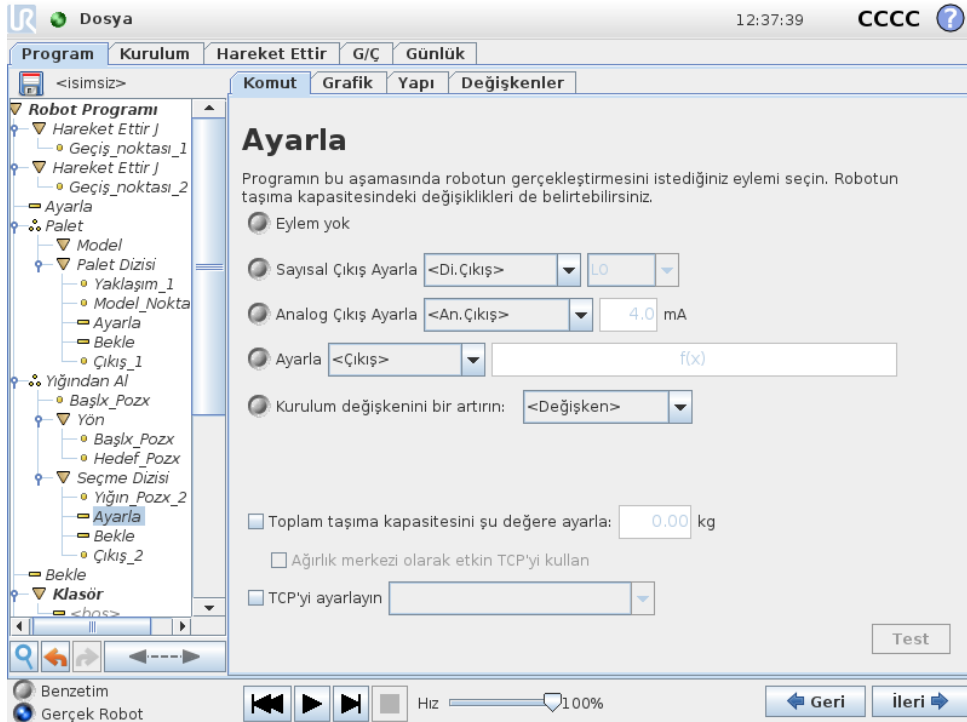 Dosya
12:37:39
CCCC
?
Program
Kurulum
Hareket Ettir
G/Ç
Günlük
<isimsiz>
Komut
Grafik
Yapı
Değişkenler
Robot Programı
Hareket Ettir J
Geçiş_noktası_1
Hareket Ettir J
Geçiş_noktası_2
Ayarla
Palet
Model
Palet Dizisi
Yaklaşım_1
Model_Nokta
Ayarla
Bekle
Çıkış_1
Yığından Al
Başlx_Pozx
Yön
Başlx_Pozx
Hedef_Pozx
Seçme Dizisi
Yığın_Pozx_2
Ayarla
Bekle
Çıkış_2
Bekle
Klasör
<boş>
Ayarla
Programın bu aşamasında robotun gerçekleştirmesini istediğiniz eylemi seçin. Robotun
taşıma kapasitesindeki değişiklikleri de belirtebilirsiniz.
Eylem yok
Sayısal Çıkış Ayarla <Di.Çıkış> LO
Analog Çıkış Ayarla <An.Çıkış> 4.0 mA
Ayarla <Çıkış> f(x)
Kurulum değişkenini bir artırın: <Değişken>
Toplam taşıma kapasitesini şu değere ayarla: 0.00 kg
Ağırlık merkezi olarak etkin TCP'yi kullan
TCP'yi ayarlayın
Test
Benzetim
Gerçek Robot
Hız 100%
Geri
İleri